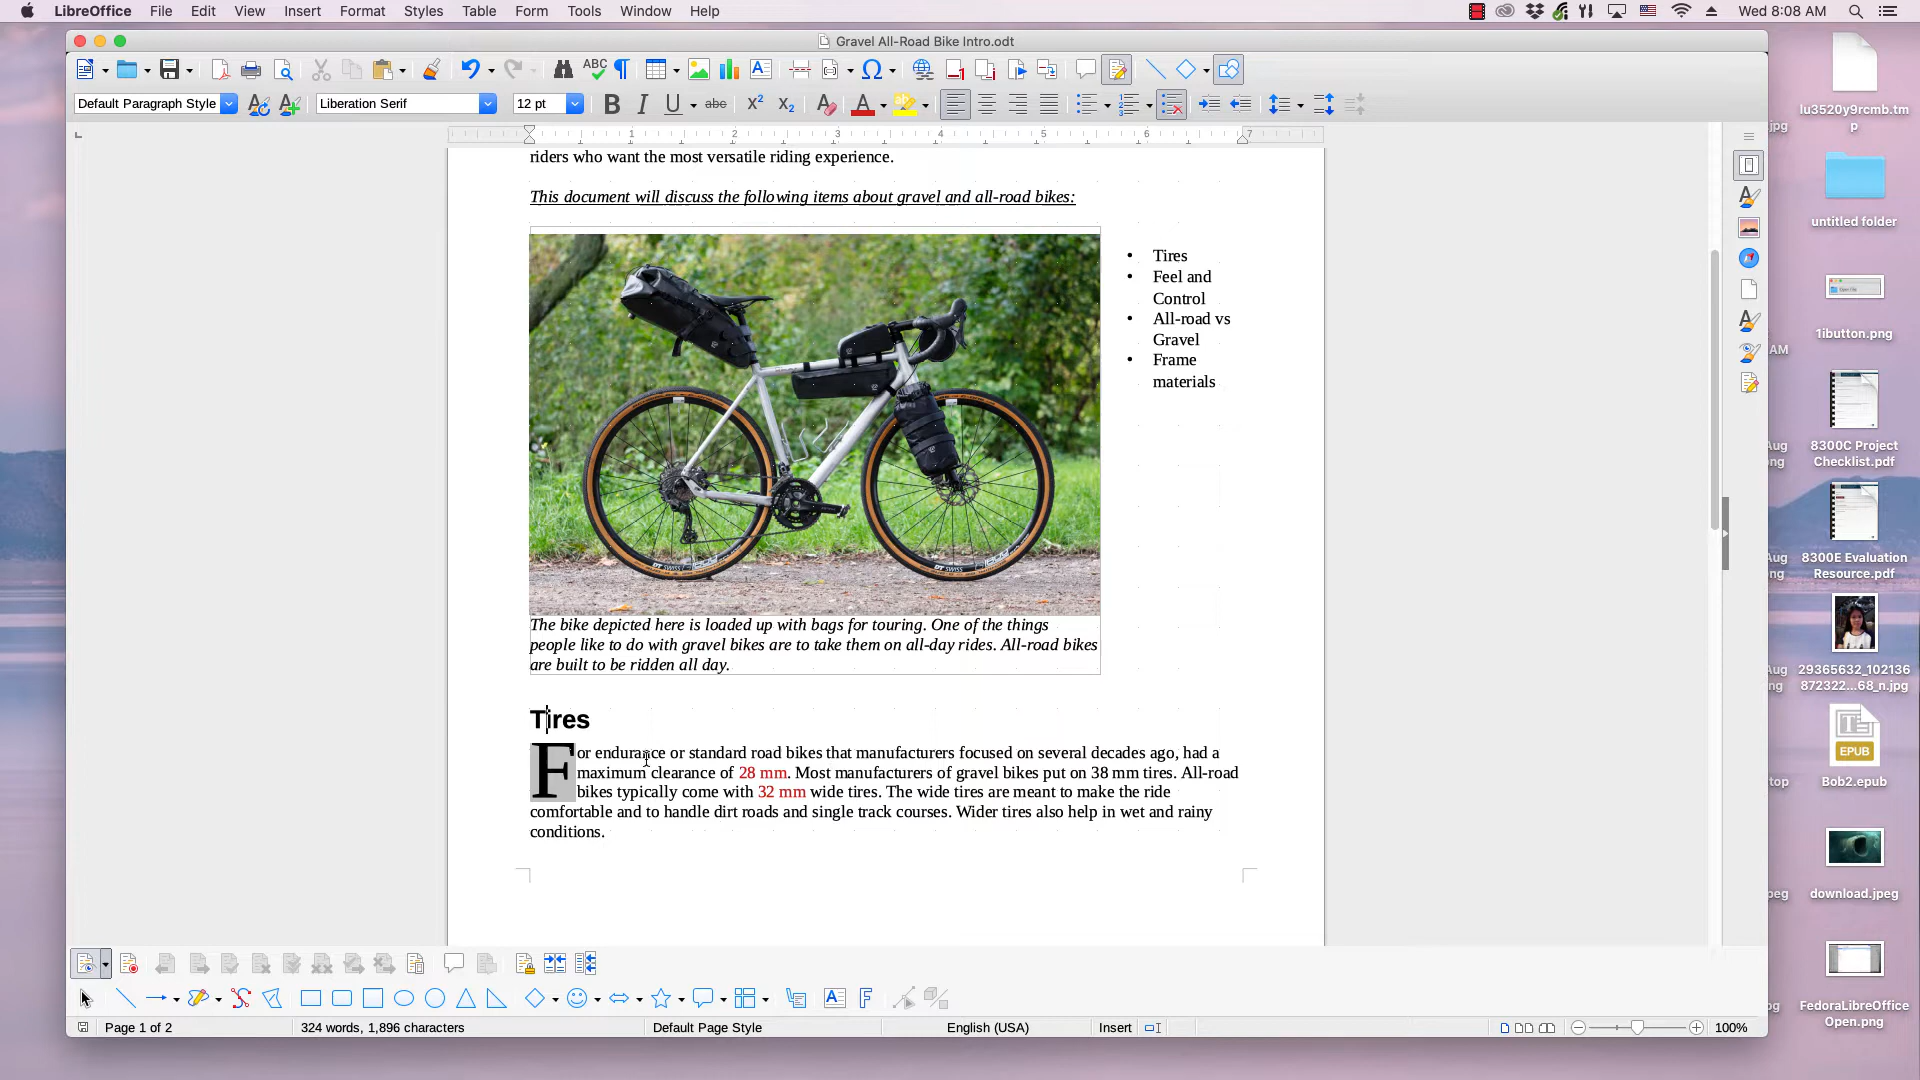 LibreOffice File Edit View Insert Format Styles Table Form Tools Window Help Wed 8:08 AM
Gravel All-Road Bike Intro.odt
Default Paragraph Style Liberation Serif 12 pt
1 2 3 4 5 6 7
riders who want the most versatile riding experience.
This document will discuss the following items about gravel and all-road bikes:
• Tires
• Feel and
Control
• All-road vs
Gravel
• Frame
materials
The bike depicted here is loaded up with bags for touring. One of the things
people like to do with gravel bikes are to take them on all-day rides. All-road bikes
are built to be ridden all day.
Tires
For endurance or standard road bikes that manufacturers focused on several decades ago, had a
maximum clearance of 28 mm. Most manufacturers of gravel bikes put on 38 mm tires. All-road
bikes typically come with 32 mm wide tires. The wide tires are meant to make the ride
comfortable and to handle dirt roads and single track courses. Wider tires also help in wet and rainy
conditions.
Page 1 of 2 324 words, 1,896 characters Default Page Style English (USA) Insert 100%
lu3520y9rcmb.tm
p
untitled folder
1ibutton.png
8300C Project
Checklist.pdf
8300E Evaluation
Resource.pdf
29365632_102136
872322...68_n.jpg
EPUB
Bob2.epub
download.jpeg
FedoraLibreOffice
Open.png